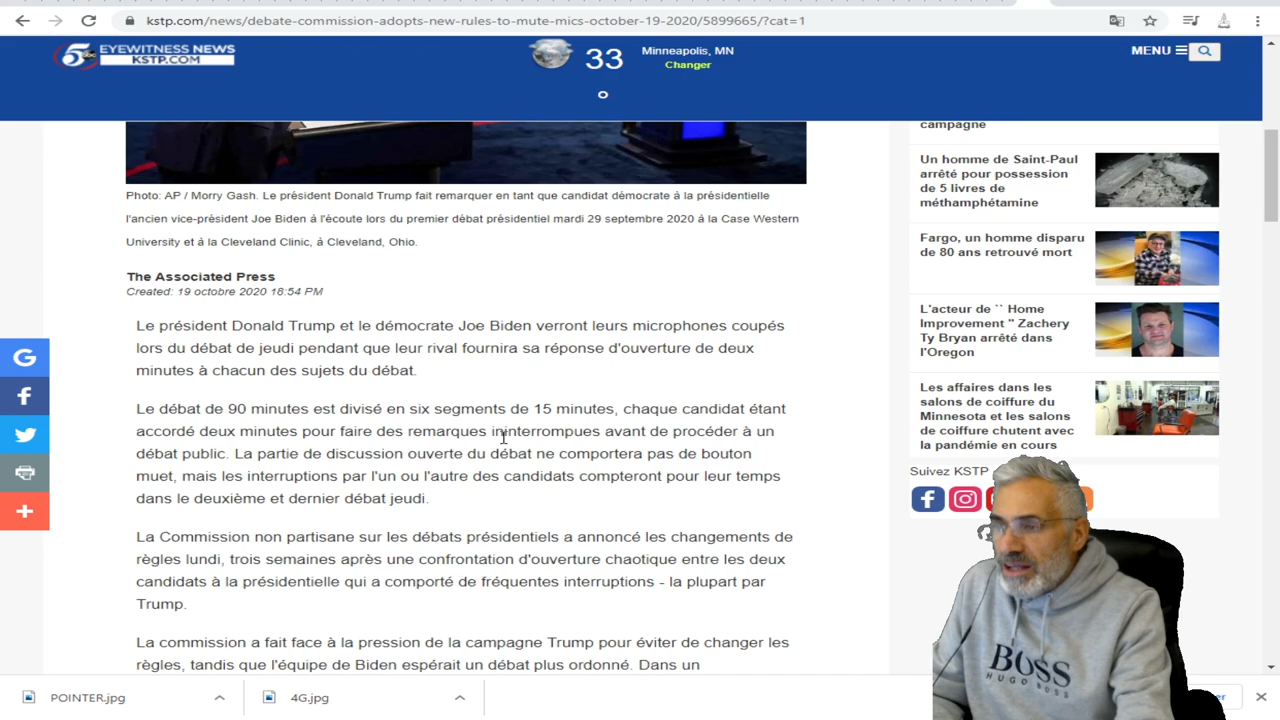 kstp.com/news/debate-commission-adopts-new-rules-to-mute-mics-october-19-2020/5899665/?cat=1
5 abc EYEWITNESS NEWS
KSTP.COM
33
Minneapolis, MN
Changer
MENU
Photo: AP / Morry Gash. Le président Donald Trump fait remarquer en tant que candidat démocrate à la présidentielle
l'ancien vice-président Joe Biden à l'écoute lors du premier débat présidentiel mardi 29 septembre 2020 à la Case Western
University et à la Cleveland Clinic, à Cleveland, Ohio.
The Associated Press
Created: 19 octobre 2020 18:54 PM
Le président Donald Trump et le démocrate Joe Biden verront leurs microphones coupés
lors du débat de jeudi pendant que leur rival fournira sa réponse d'ouverture de deux
minutes à chacun des sujets du débat.
Le débat de 90 minutes est divisé en six segments de 15 minutes, chaque candidat étant
accordé deux minutes pour faire des remarques ininterrompues avant de procéder à un
débat public. La partie de discussion ouverte du débat ne comportera pas de bouton
muet, mais les interruptions par l'un ou l'autre des candidats compteront pour leur temps
dans le deuxième et dernier débat jeudi.
La Commission non partisane sur les débats présidentiels a annoncé les changements de
règles lundi, trois semaines après une confrontation d'ouverture chaotique entre les deux
candidats à la présidentielle qui a comporté de fréquentes interruptions - la plupart par
Trump.
La commission a fait face à la pression de la campagne Trump pour éviter de changer les
règles, tandis que l'équipe de Biden espérait un débat plus ordonné. Dans un
campagne
Un homme de Saint-Paul
arrêté pour possession
de 5 livres de
méthamphétamine
Fargo, un homme disparu
de 80 ans retrouvé mort
L'acteur de `` Home
Improvement '' Zachery
Ty Bryan arrêté dans
l'Oregon
Les affaires dans les
salons de coiffure du
Minnesota et les salons
de coiffure chutent avec
la pandémie en cours
Suivez KSTP
BOSS
HUGO BOSS
POINTER.jpg
4G.jpg